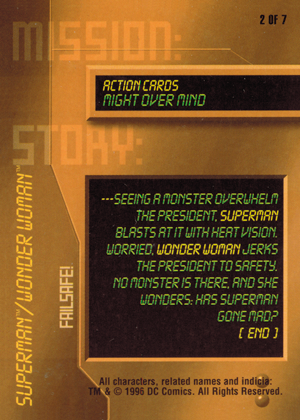 2 OF 7
MISSION:
ACTION CARDS
MIGHT OVER MIND
STORY:
---SEEING A MONSTER OVERWHELM
THE PRESIDENT, SUPERMAN
BLASTS AT IT WITH HEAT VISION.
WORRIED, WONDER WOMAN JERKS
THE PRESIDENT TO SAFETY.
NO MONSTER IS THERE, AND SHE
WONDERS: HAS SUPERMAN
GONE MAD?
( END )
SUPERMAN™/WONDER WOMAN™
FAILSAFE!
All characters, related names and indicia:
TM & © 1996 DC Comics. All Rights Reserved.